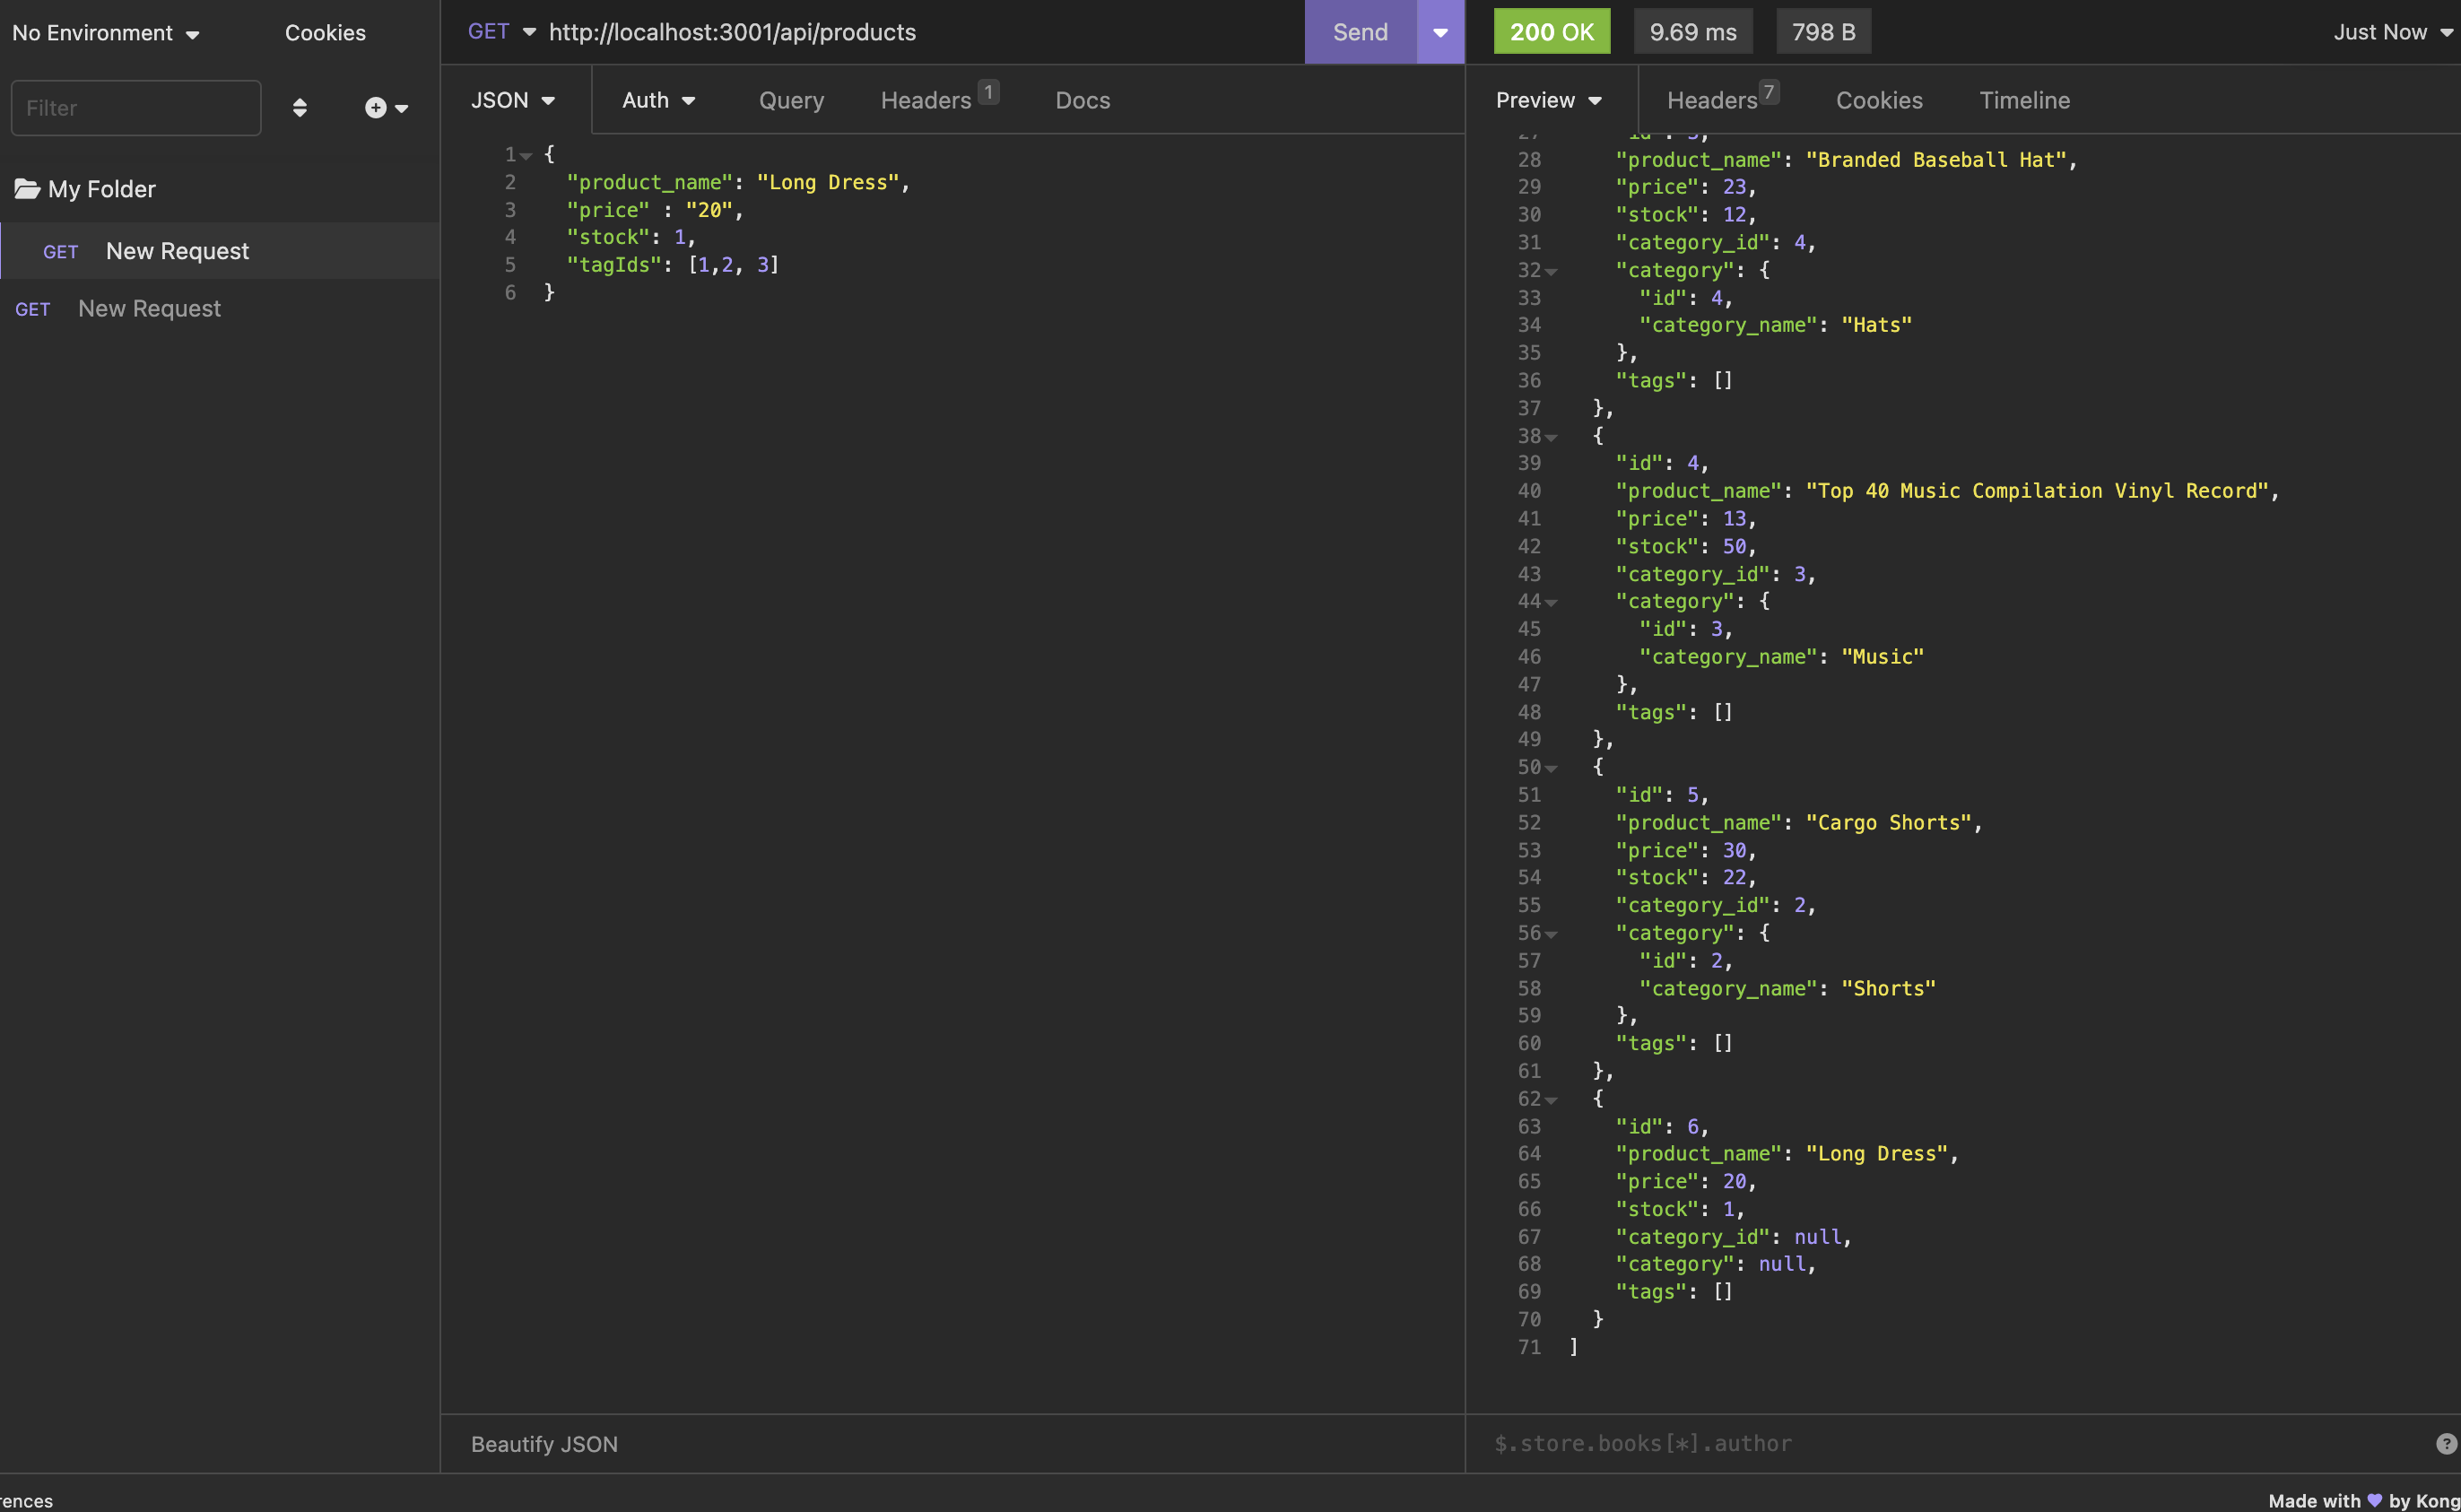 No Environment
Cookies
Filter
My Folder
GET New Request
GET New Request
GET http://localhost:3001/api/products
Send
JSON
Auth
Query
Headers 1
Docs
1 {
2 "product_name": "Long Dress",
3 "price" : "20",
4 "stock": 1,
5 "tagIds": [1,2, 3]
6 }
Beautify JSON
200 OK
9.69 ms
798 B
Just Now
Preview
Headers 7
Cookies
Timeline
28 "product_name": "Branded Baseball Hat",
29 "price": 23,
30 "stock": 12,
31 "category_id": 4,
32 "category": {
33 "id": 4,
34 "category_name": "Hats"
35 },
36 "tags": []
37 },
38 {
39 "id": 4,
40 "product_name": "Top 40 Music Compilation Vinyl Record",
41 "price": 13,
42 "stock": 50,
43 "category_id": 3,
44 "category": {
45 "id": 3,
46 "category_name": "Music"
47 },
48 "tags": []
49 },
50 {
51 "id": 5,
52 "product_name": "Cargo Shorts",
53 "price": 30,
54 "stock": 22,
55 "category_id": 2,
56 "category": {
57 "id": 2,
58 "category_name": "Shorts"
59 },
60 "tags": []
61 },
62 {
63 "id": 6,
64 "product_name": "Long Dress",
65 "price": 20,
66 "stock": 1,
67 "category_id": null,
68 "category": null,
69 "tags": []
70 }
71 ]
$.store.books[*].author
rences
Made with by Kong